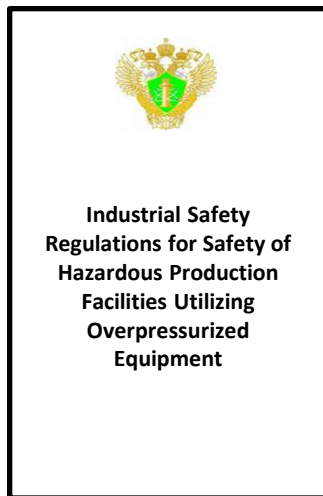 Industrial Safety
Regulations for Safety of
Hazardous Production
Facilities Utilizing
Overpressurized
Equipment